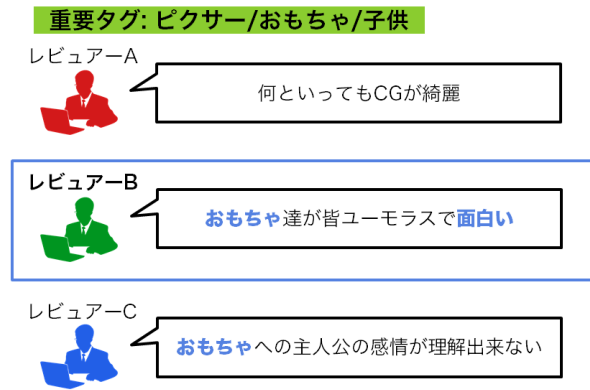 重要タグ: ピクサー/おもちゃ/子供
レビュアーA
何といってもCGが綺麗
レビュアーB
おもちゃ達が皆ユーモラスで面白い
レビュアーC
おもちゃへの主人公の感情が理解出来ない